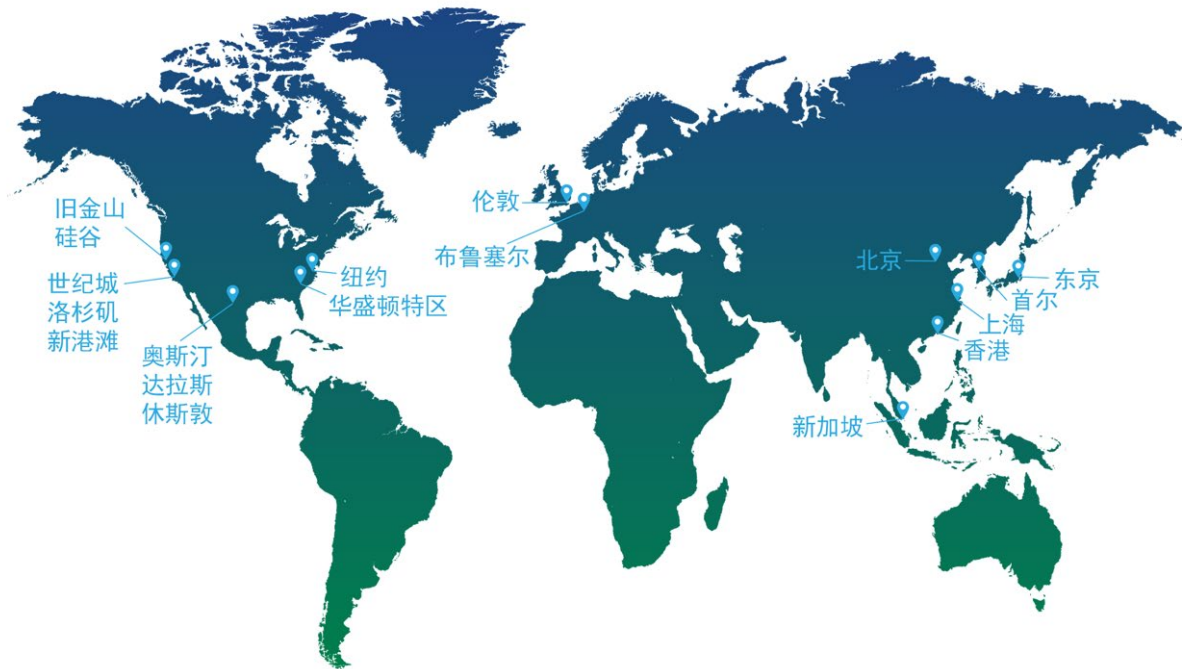 旧金山
硅谷
世纪城
洛杉矶
新港滩
奥斯汀
达拉斯
休斯敦
纽约
华盛顿特区
伦敦
布鲁塞尔
北京
东京
首尔
上海
香港
新加坡